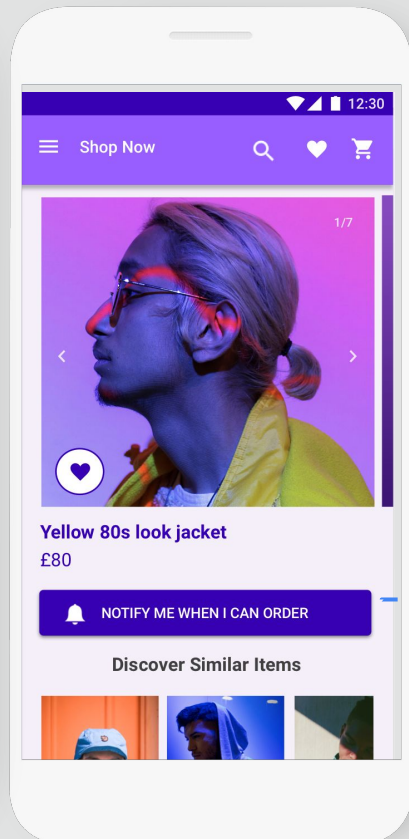 12:30
Shop Now
1/7
Yellow 80s look jacket
£80
NOTIFY ME WHEN I CAN ORDER
Discover Similar Items